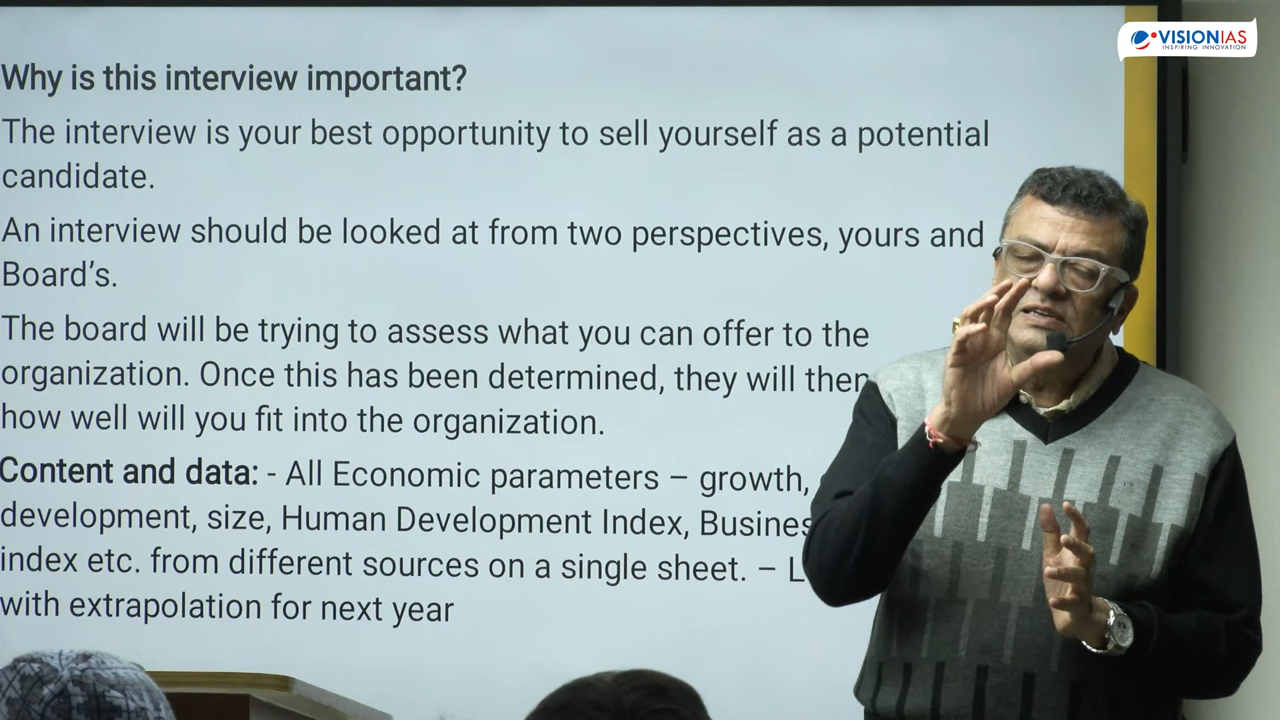 VISIONIAS
INSPIRING INNOVATION
Why is this interview important?
The interview is your best opportunity to sell yourself as a potential
candidate.
An interview should be looked at from two perspectives, yours and
Board's.
The board will be trying to assess what you can offer to the
organization. Once this has been determined, they will then
how well will you fit into the organization.
Content and data: - All Economic parameters – growth,
development, size, Human Development Index,
index etc. from different sources on a single sheet. –
with extrapolation for next year